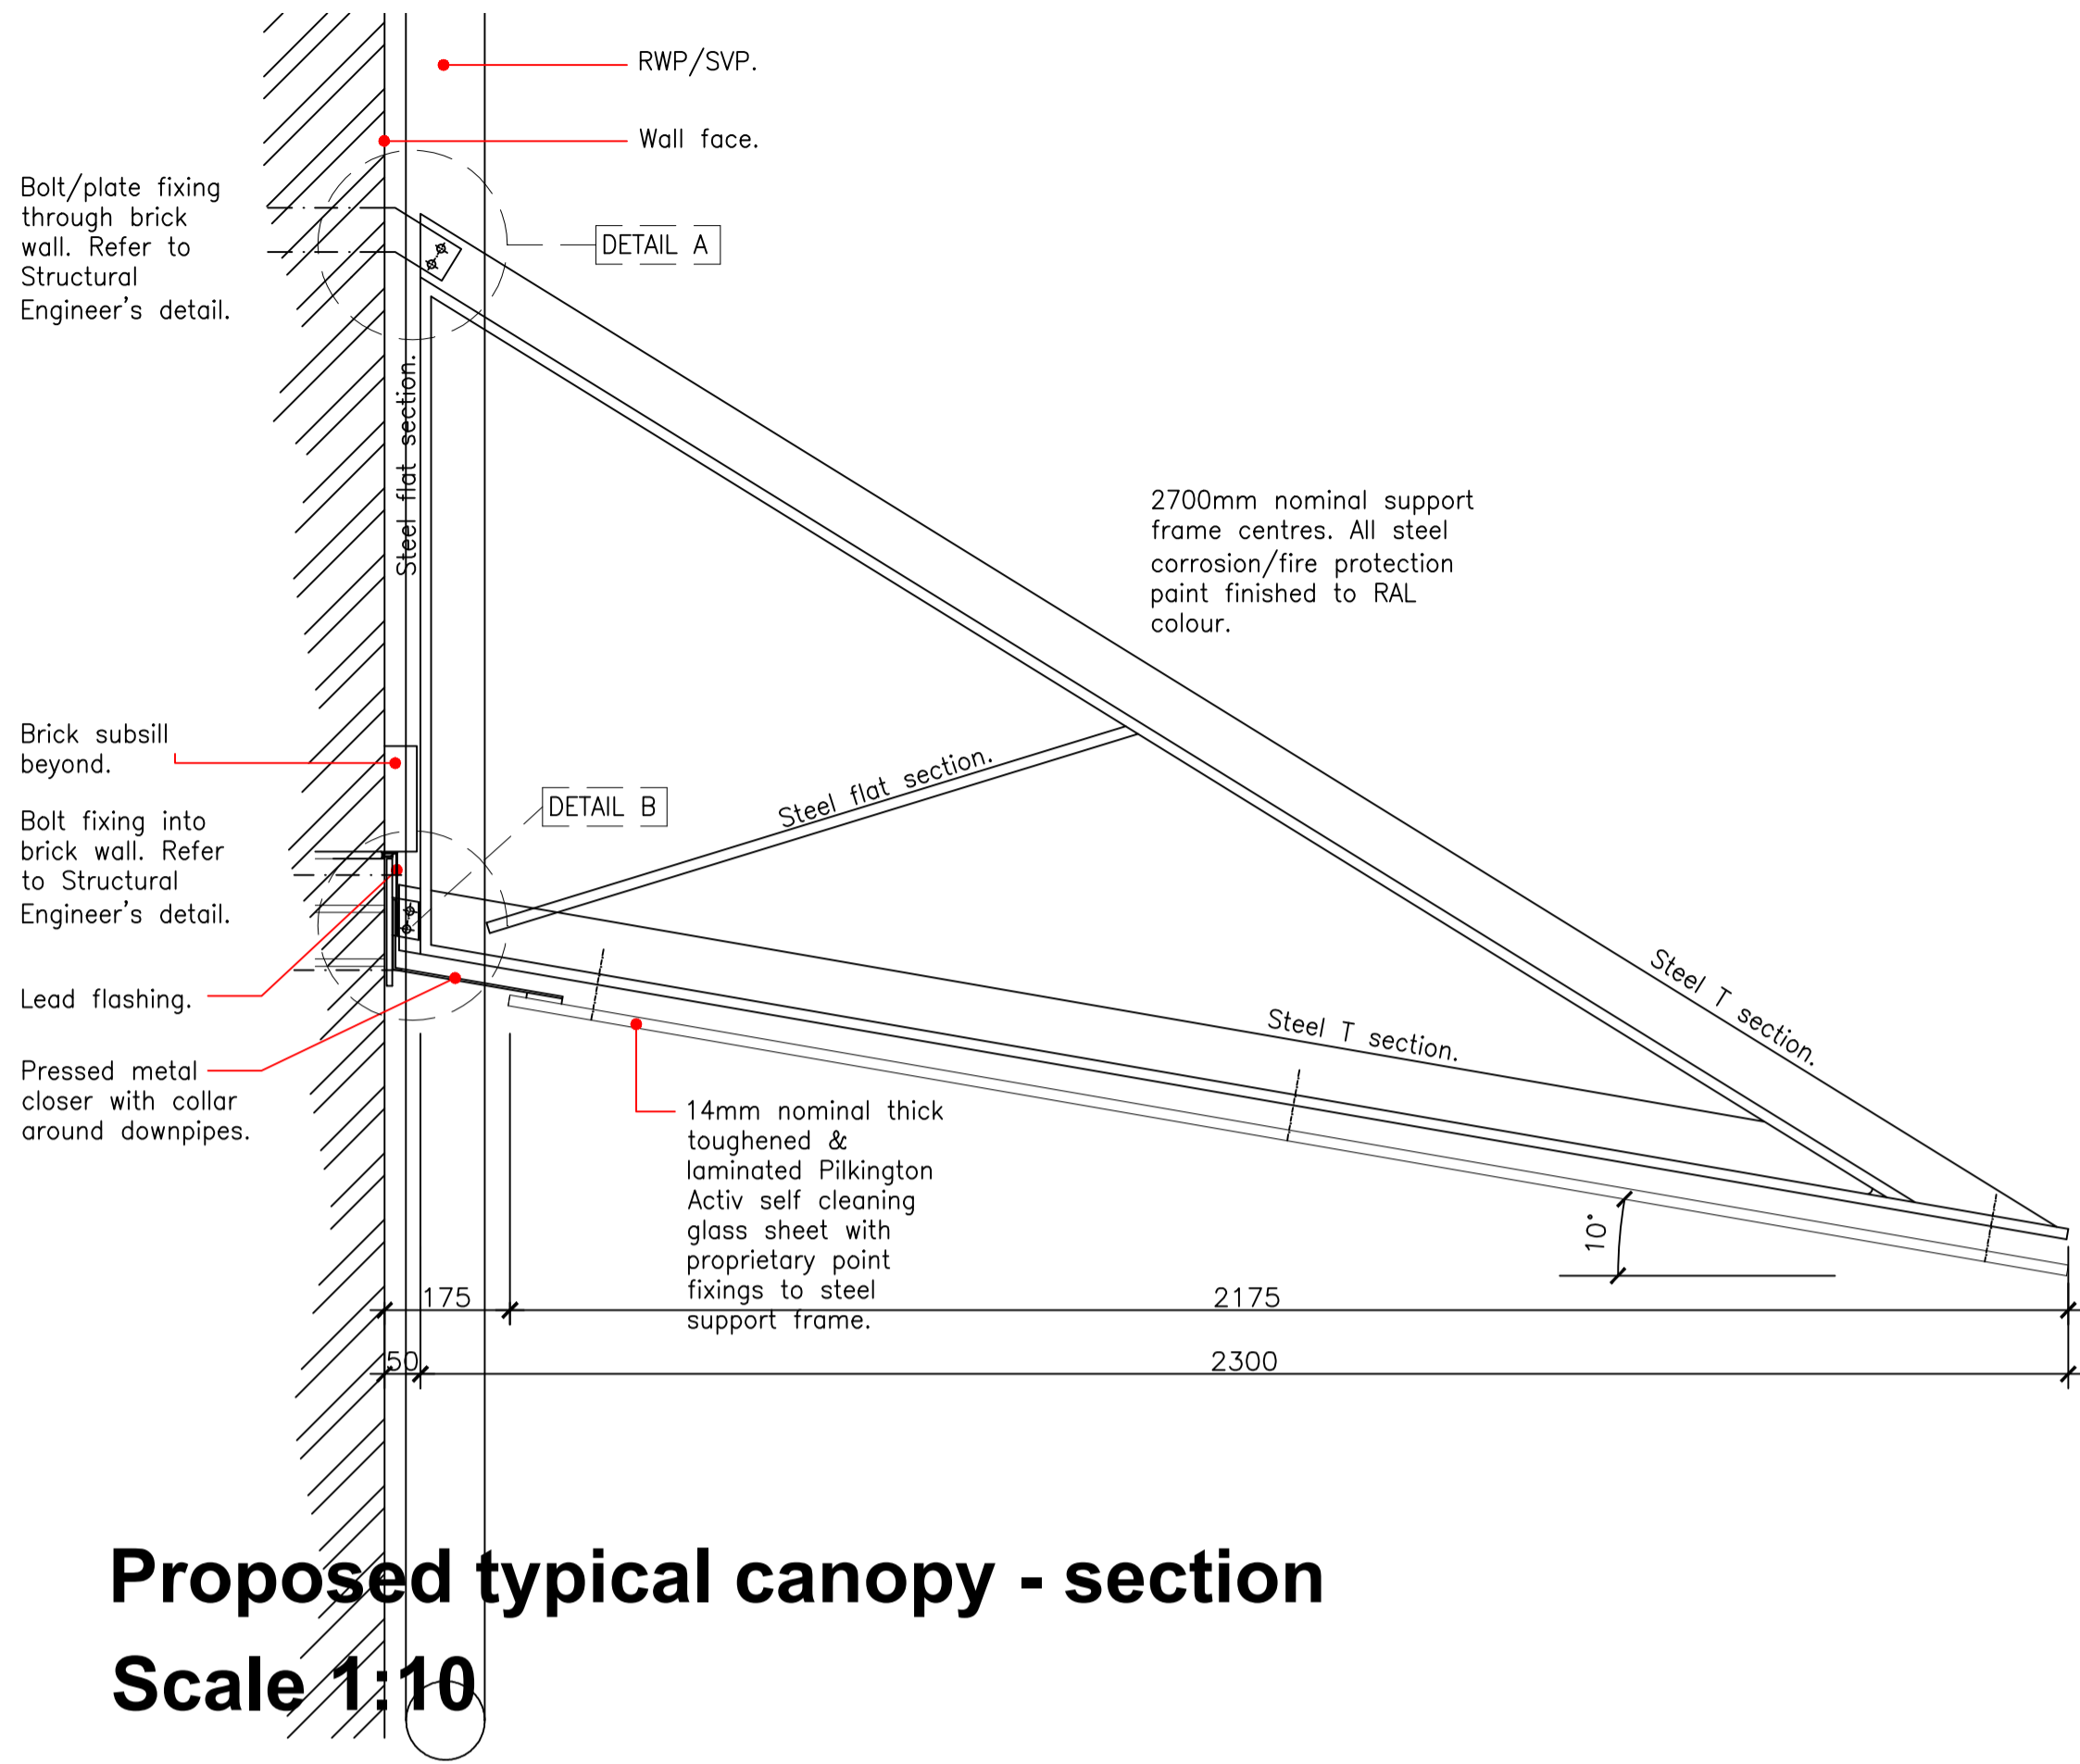 RWP/SVP.
Wall face.
Bolt/plate fixing
through brick
wall. Refer to
Structural
Engineer's detail.
DETAIL A
Steel flat section.
2700mm nominal support
frame centres. All steel
corrosion/fire protection
paint finished to RAL
colour.
Brick subsill
beyond.
Steel flat section.
DETAIL B
Bolt fixing into
brick wall. Refer
to Structural
Engineer's detail.
Lead flashing.
Steel T section.
Steel T section.
Pressed metal
closer with collar
around downpipes.
14mm nominal thick
toughened &
laminated Pilkington
Activ self cleaning
glass sheet with
proprietary point
fixings to steel
support frame.
10°
175
2175
50
2300
Proposed typical canopy - section
Scale 1:10